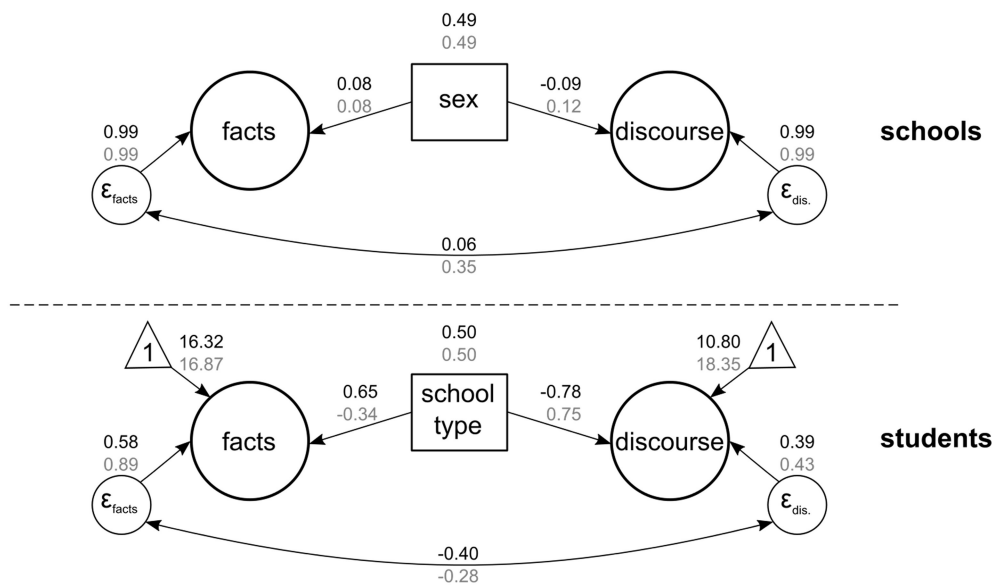 0.49
0.49
0.08
0.08
sex
-0.09
0.12
facts
discourse
schools
0.99
0.99
0.99
0.99
εfacts
εdis.
0.06
0.35
1
16.32
16.87
0.50
0.50
10.80
18.35
1
0.65
-0.34
school
type
-0.78
0.75
facts
discourse
students
0.58
0.89
0.39
0.43
εfacts
εdis.
-0.40
-0.28